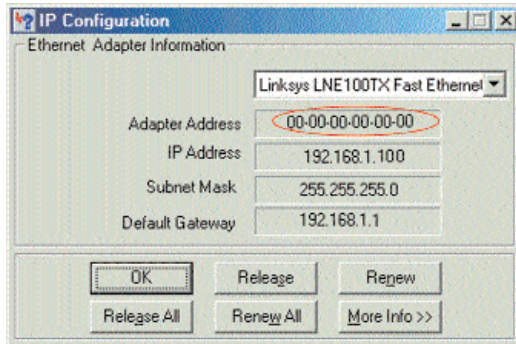 IP Configuration
Ethernet Adapter Information
Linksys LNE100TX Fast Ethernet
Adapter Address 00-00-00-00-00-00
IP Address 192.168.1.100
Subnet Mask 255.255.255.0
Default Gateway 192.168.1.1
OK Release Renew
Release All Renew All More Info >>